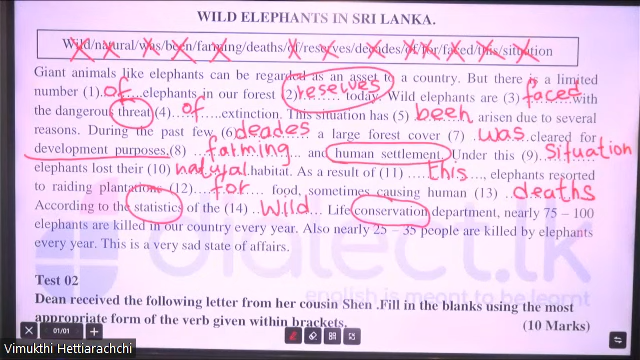 WILD ELEPHANTS IN SRI LANKA.
Wild/natural/was/been/farming/deaths/of/reserves/decides/of/for/faced/this/situation
Giant animals like elephants can be regarded as an asset to a country. But there is a limited
number (1)..of....elephants in our forest (2)reserves.... today. Wild elephants are (3) faced with
the dangerous threat (4)...of.....extinction. This situation has (5) been arisen due to several
reasons. During the past few (6)deades a large forest cover (7) ..was....cleared for
development purposes,(8) ..farming.... and human settlement. Under this (9)..Situation
elephants lost their (10) natural.habitat. As a result of (11) ....this...., elephants resorted
to raiding plantations (12)....for.... food, sometimes causing human (13) ..deaths
According to the statistics of the (14) ..Wild.... Life conservation department, nearly 75 – 100
elephants are killed in our country every year. Also nearly 25 – 35 people are killed by elephants
every year. This is a very sad state of affairs.
Test 02
Dean received the following letter from her cousin Shen .Fill in the blanks using the most
appropriate form of the verb given within brackets. (10 Marks)
01/01
Vimukthi Hettiarachchi